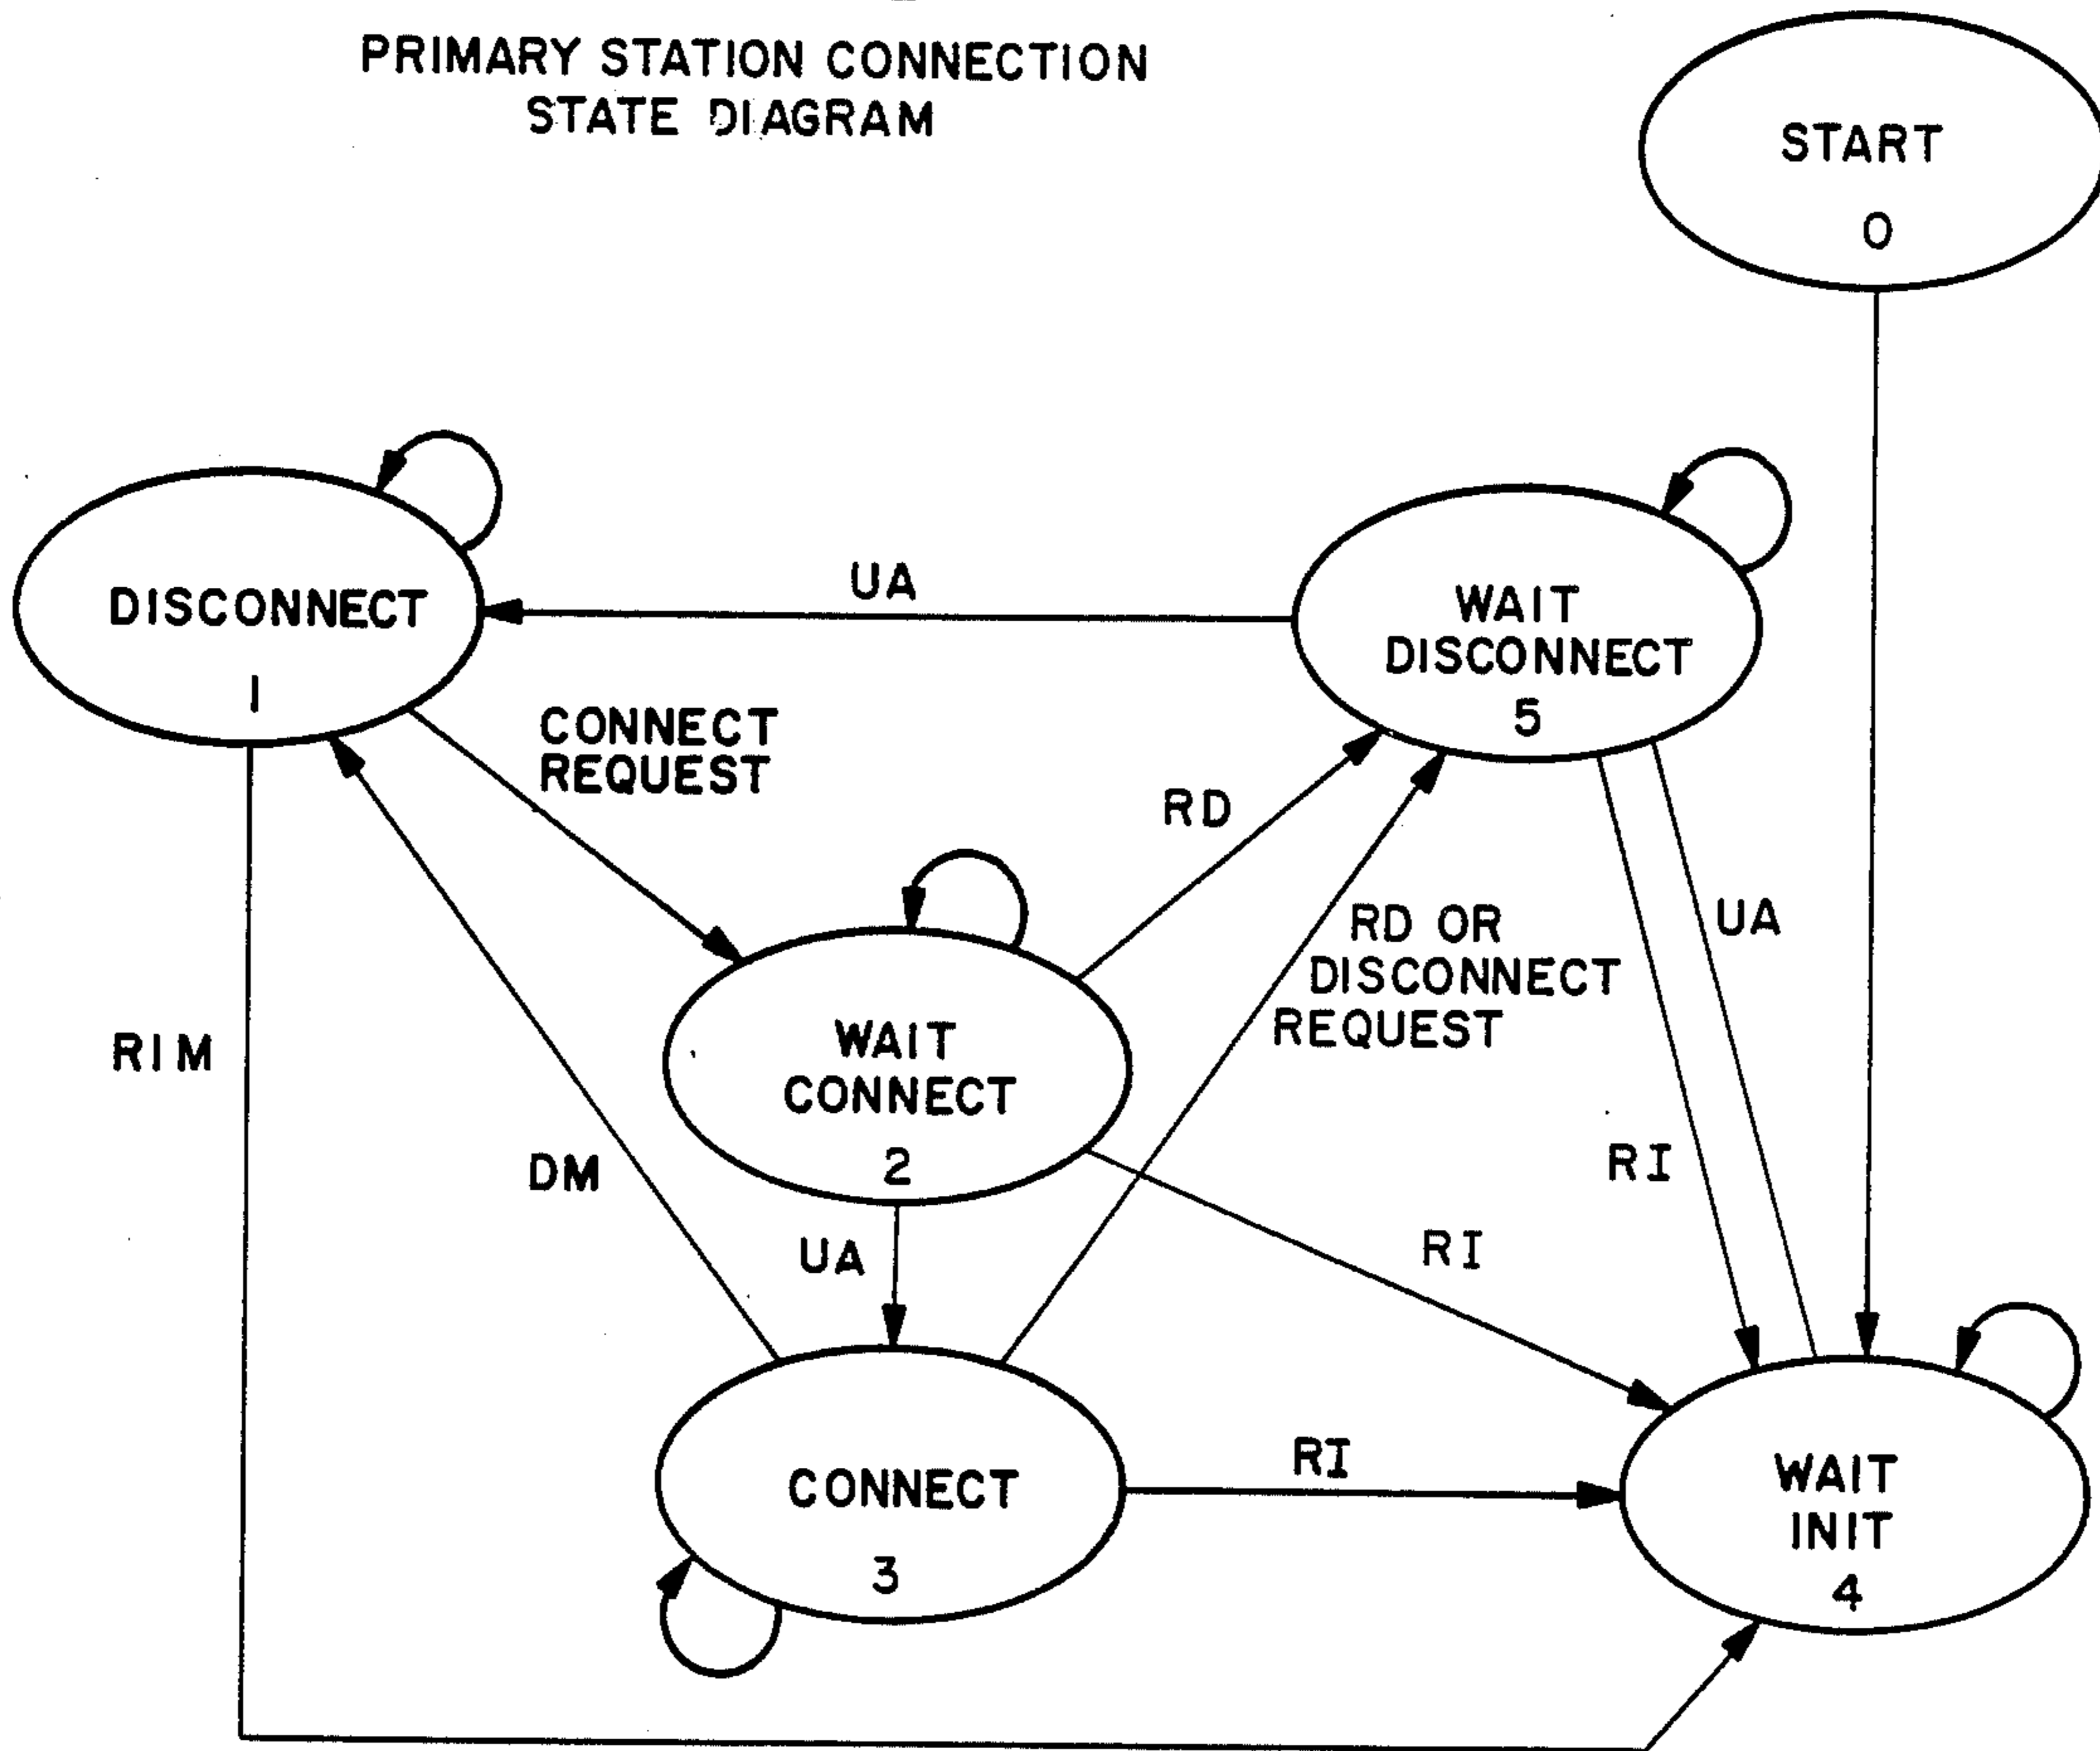 PRIMARY STATION CONNECTION
STATE DIAGRAM
START
0
DISCONNECT
1
UA
WAIT
DISCONNECT
5
CONNECT
REQUEST
RD
RD OR
DISCONNECT
REQUEST
UA
RIM
WAIT
CONNECT
2
DM
RI
UA
RI
CONNECT
3
RI
WAIT
INIT
4